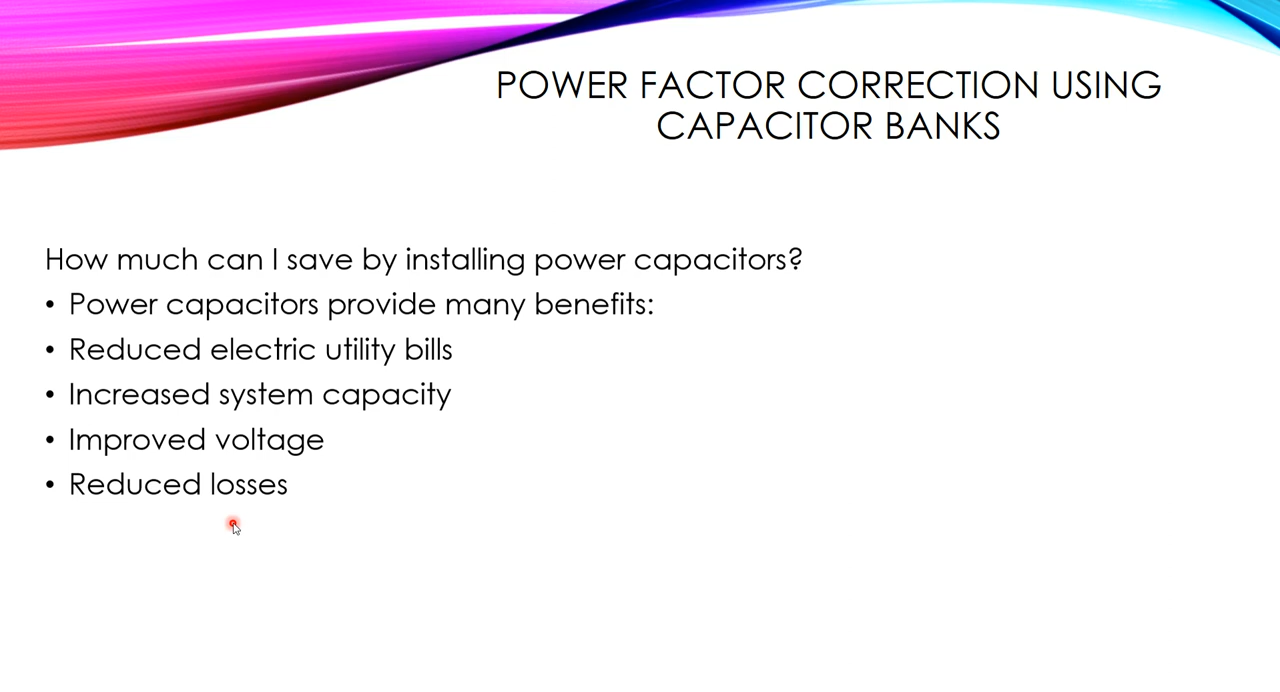 POWER FACTOR CORRECTION USING
CAPACITOR BANKS
How much can I save by installing power capacitors?
• Power capacitors provide many benefits:
• Reduced electric utility bills
• Increased system capacity
• Improved voltage
• Reduced losses